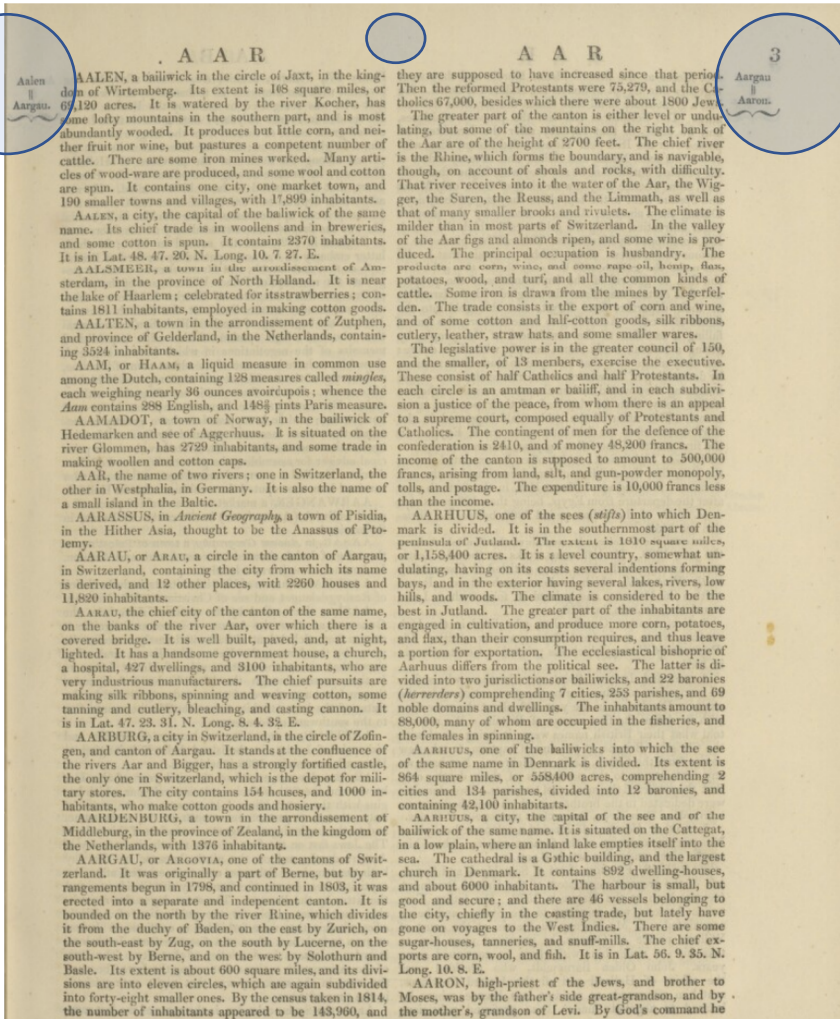 A A R
A A R
3
Aalen
||
Aargau.
Aargau
||
Aaron.
AALEN, a bailiwick in the circle of Jaxt, in the king-
dom of Wirtemberg. Its extent is 108 square miles, or
69,120 acres. It is watered by the river Kocher, has
some lofty mountains in the southern part, and is most
abundantly wooded. It produces but little corn, and nei-
ther fruit nor wine, but pastures a competent number of
cattle. There are some iron mines worked. Many arti-
cles of wood-ware are produced, and some wool and cotton
are spun. It contains one city, one market town, and
190 smaller towns and villages, with 17,899 inhabitants.
AALEN, a city, the capital of the bailiwick of the same
name. Its chief trade is in woollens and in breweries,
and some cotton is spun. It contains 2370 inhabitants.
It is in Lat. 48. 47. 20. N. Long. 10. 7. 27. E.
AALSMEER, a town in the arrondissement of Am-
sterdam, in the province of North Holland. It is near
the lake of Haarlem; celebrated for its strawberries; con-
tains 1811 inhabitants, employed in making cotton goods.
AALTEN, a town in the arrondissement of Zutphen,
and province of Gelderland, in the Netherlands, contain-
ing 3524 inhabitants.
AAM, or HAAM, a liquid measure in common use
among the Dutch, containing 128 measures called mingles,
each weighing nearly 36 ounces avoirdupois; whence the
Aam contains 288 English, and 148¾ pints Paris measure.
AAMADOT, a town of Norway, in the bailiwick of
Hedemarken and see of Aggerhuus. It is situated on the
river Glommen, has 2729 inhabitants, and some trade in
making woollen and cotton caps.
AAR, the name of two rivers; one in Switzerland, the
other in Westphalia, in Germany. It is also the name of
a small island in the Baltic.
AARASSUS, in Ancient Geography, a town of Pisidia,
in the Hither Asia, thought to be the Anassus of Pto-
lemy.
AARAU, or ARAU, a circle in the canton of Aargau,
in Switzerland, containing the city from which its name
is derived, and 12 other places, with 2260 houses and
11,820 inhabitants.
AARAU, the chief city of the canton of the same name,
on the banks of the river Aar, over which there is a
covered bridge. It is well built, paved, and, at night,
lighted. It has a handsome government house, a church,
a hospital, 427 dwellings, and 3100 inhabitants, who are
very industrious manufacturers. The chief pursuits are
making silk ribbons, spinning and weaving cotton, some
tanning and cutlery, bleaching, and casting cannon. It
is in Lat. 47. 23. 31. N. Long. 8. 4. 32. E.
AARBURG, a city in Switzerland, is the circle of Zofin-
gen, and canton of Aargau. It stands at the confluence of
the rivers Aar and Bigger, has a strongly fortified castle,
the only one in Switzerland, which is the depot for mili-
tary stores. The city contains 154 houses, and 1000 in-
habitants, who make cotton goods and hosiery.
AARDENBURG, a town in the arrondissement of
Middleburg, in the province of Zealand, in the kingdom of
the Netherlands, with 1376 inhabitants.
AARGAU, or ARGOVIA, one of the cantons of Swit-
zerland. It was originally a part of Berne, but by ar-
rangements begun in 1798, and continued in 1803, it was
erected into a separate and independent canton. It is
bounded on the north by the river Rhine, which divides
it from the duchy of Baden, on the east by Zurich, on
the south-east by Zug, on the south by Lucerne, on the
south-west by Berne, and on the west by Solothurn and
Basle. Its extent is about 600 square miles, and its divi-
sions are into eleven circles, which are again subdivided
into forty-eight smaller ones. By the census taken in 1814,
the number of inhabitants appeared to be 143,960, and
they are supposed to have increased since that period.
Then the reformed Protestants were 75,279, and the Ca-
tholics 67,000, besides which there were about 1800 Jews.
The greater part of the canton is either level or undu-
lating, but some of the mountains on the right bank of
the Aar are of the height of 2700 feet. The chief river
is the Rhine, which forms the boundary, and is navigable,
though, on account of shoals and rocks, with difficulty.
That river receives into it the water of the Aar, the Wig-
ger, the Suren, the Reuss, and the Limmath, as well as
that of many smaller brooks and rivulets. The climate is
milder than in most parts of Switzerland. In the valley
of the Aar figs and almonds ripen, and some wine is pro-
duced. The principal occupation is husbandry. The
products are corn, wine, and some rape oil, hemp, flax,
potatoes, wood, and turf, and all the common kinds of
cattle. Some iron is drawn from the mines by Tegerfel-
den. The trade consists in the export of corn and wine,
and of some cotton and half-cotton goods, silk ribbons,
cutlery, leather, straw hats, and some smaller wares.
The legislative power is in the greater council of 150,
and the smaller, of 13 members, exercise the executive.
These consist of half Catholics and half Protestants. In
each circle is an amtman or bailiff, and in each subdivi-
sion a justice of the peace, from whom there is an appeal
to a supreme court, composed equally of Protestants and
Catholics. The contingent of men for the defence of the
confederation is 2410, and of money 48,200 francs. The
income of the canton is supposed to amount to 500,000
francs, arising from land, salt, and gun-powder monopoly,
tolls, and postage. The expenditure is 10,000 francs less
than the income.
AARHUUS, one of the sees (stifts) into which Den-
mark is divided. It is in the southernmost part of the
peninsula of Jutland. The extent is 1810 square miles,
or 1,158,400 acres. It is a level country, somewhat un-
dulating, having on its coasts several indentions forming
bays, and in the exterior having several lakes, rivers, low
hills, and woods. The climate is considered to be the
best in Jutland. The greater part of the inhabitants are
engaged in cultivation, and produce more corn, potatoes,
and flax, than their consumption requires, and thus leave
a portion for exportation. The ecclesiastical bishopric of
Aarhuus differs from the political see. The latter is di-
vided into two jurisdictions or bailiwicks, and 22 baronies
(herrerders) comprehending 7 cities, 253 parishes, and 69
noble domains and dwellings. The inhabitants amount to
88,000, many of whom are occupied in the fisheries, and
the females in spinning.
AARHUUS, one of the bailiwicks into which the see
of the same name in Denmark is divided. Its extent is
864 square miles, or 558,400 acres, comprehending 2
cities and 134 parishes, divided into 12 baronies, and
containing 42,100 inhabitants.
AARHUUS, a city, the capital of the see and of the
bailiwick of the same name. It is situated on the Cattegat,
in a low plain, where an inland lake empties itself into the
sea. The cathedral is a Gothic building, and the largest
church in Denmark. It contains 892 dwelling-houses,
and about 6000 inhabitants. The harbour is small, but
good and secure; and there are 46 vessels belonging to
the city, chiefly in the coasting trade, but lately have
gone on voyages to the West Indies. There are some
sugar-houses, tanneries, and snuff-mills. The chief ex-
ports are corn, wool, and fish. It is in Lat. 56. 9. 35. N.
Long. 10. 8. E.
AARON, high-priest of the Jews, and brother to
Moses, was by the father's side great-grandson, and by
the mother's, grandson of Levi. By God's command he